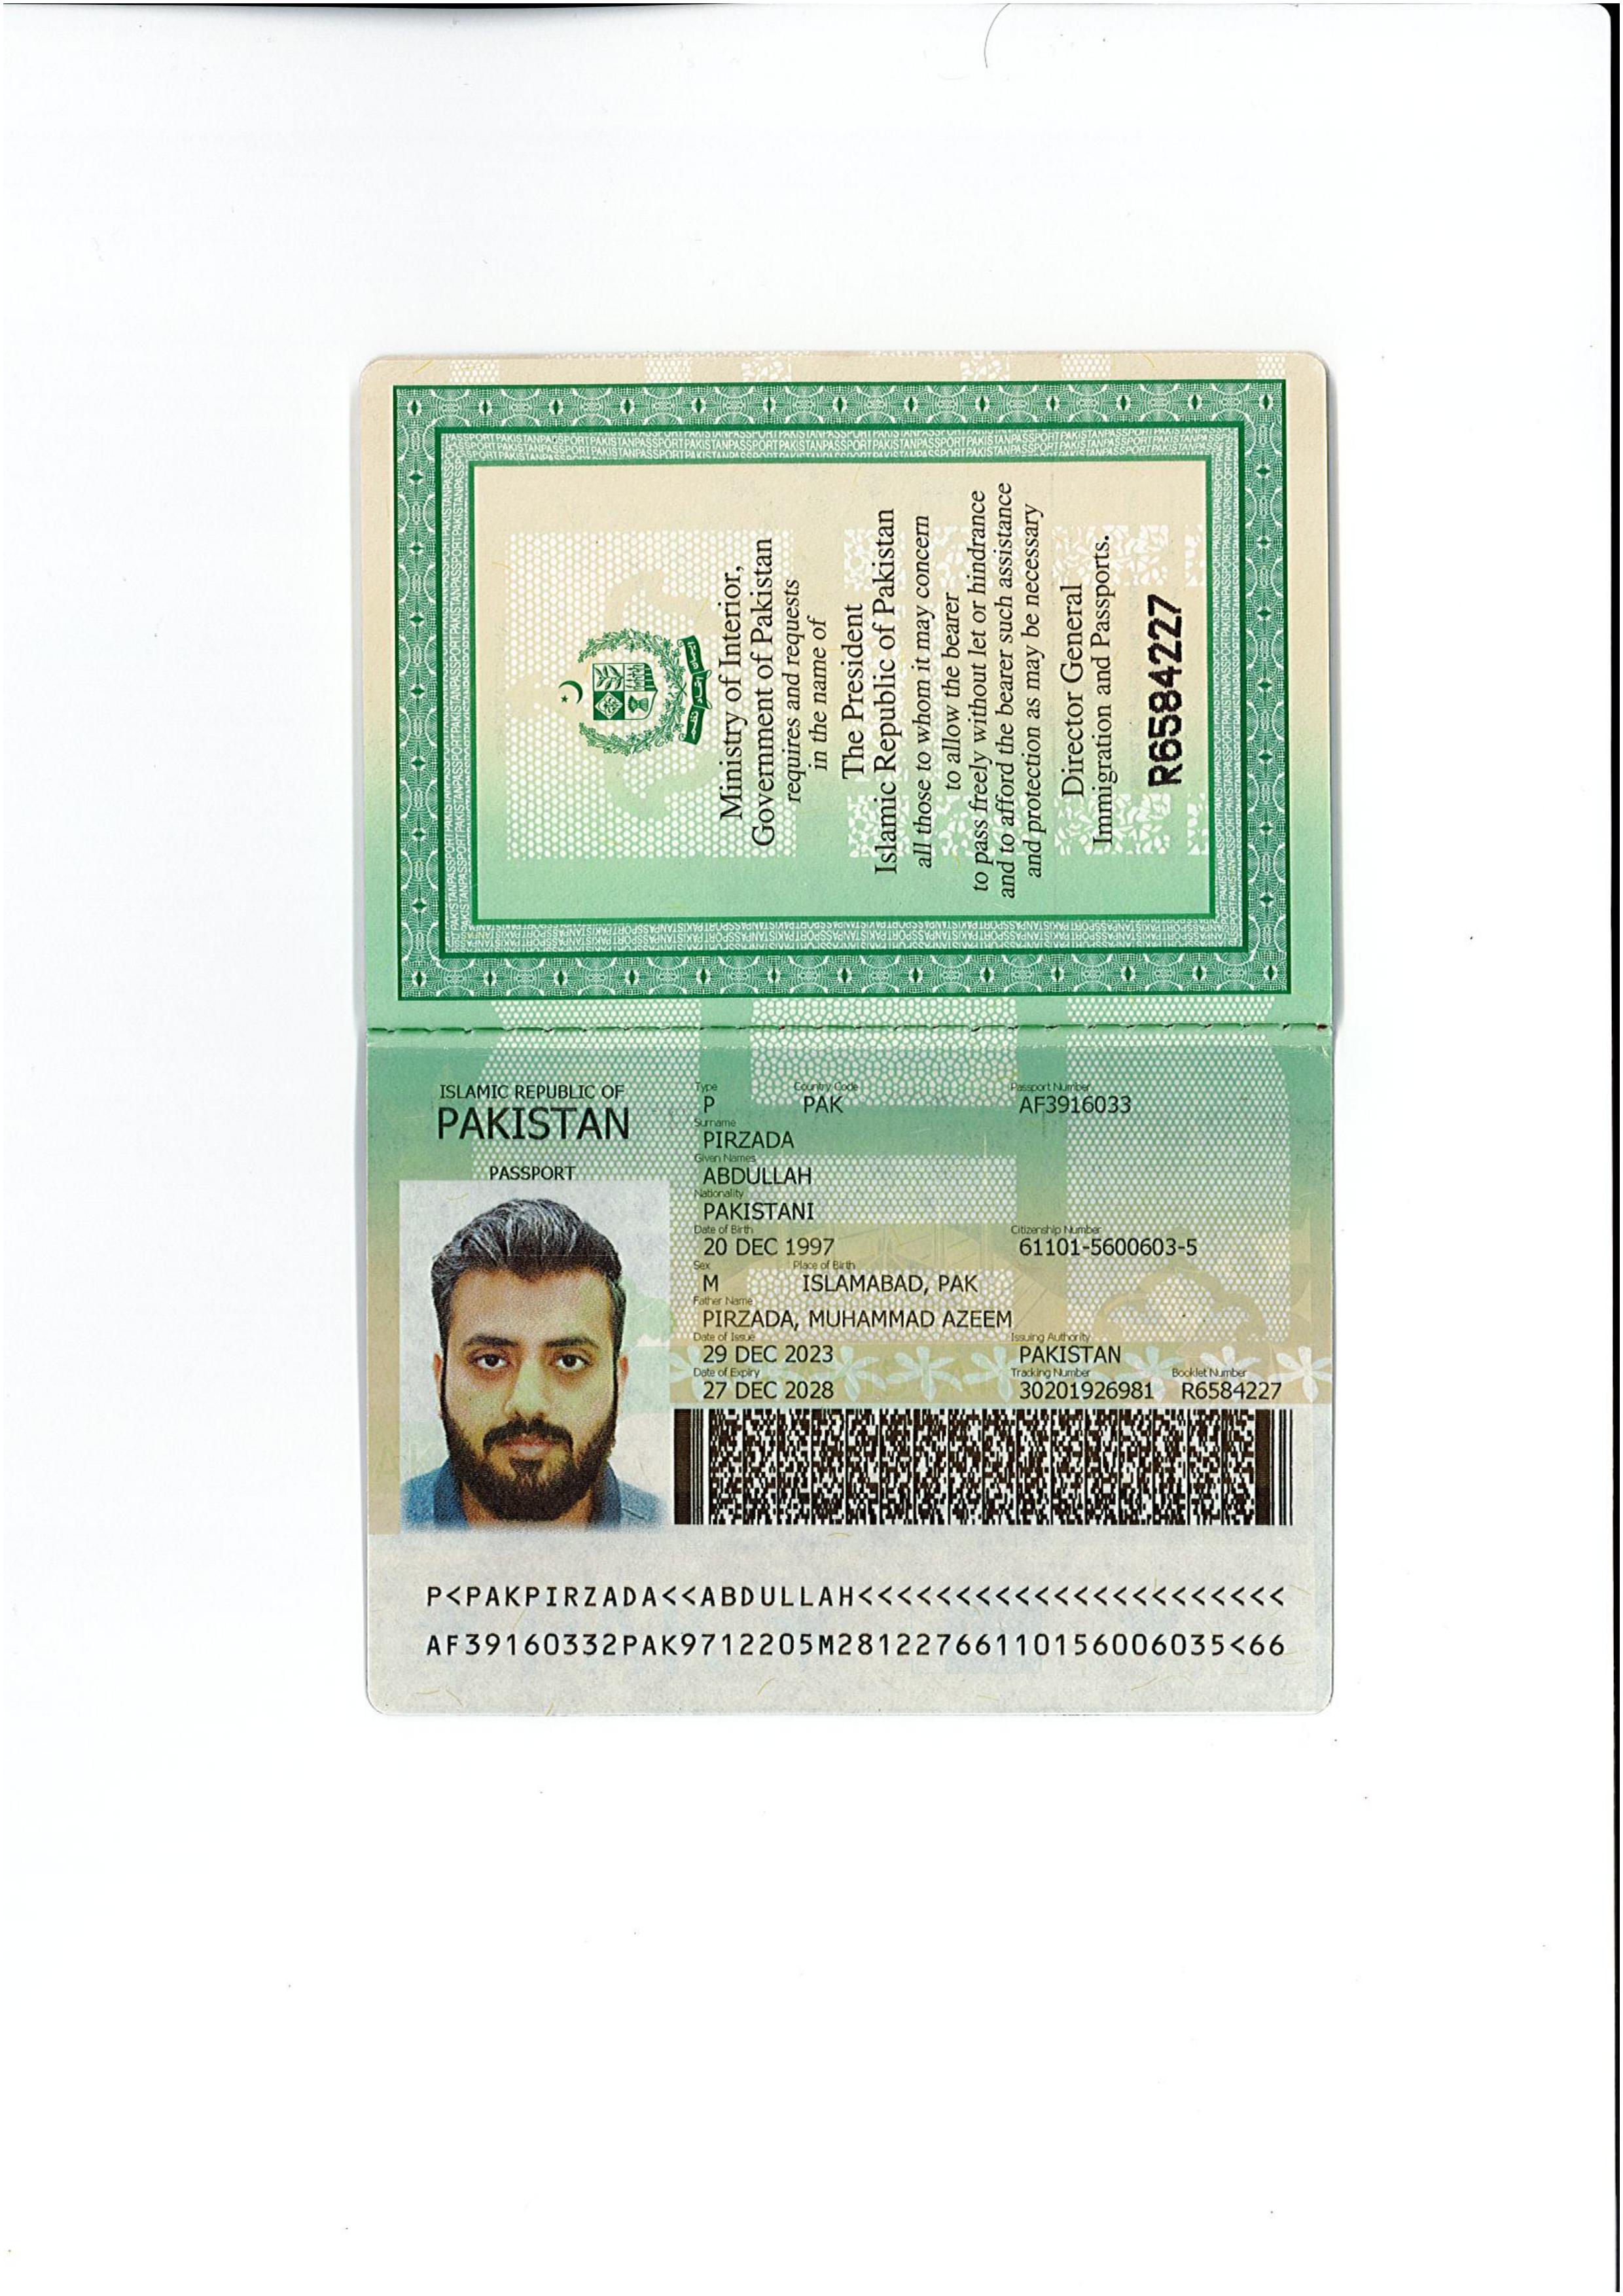 Ministry of Interior,
Government of Pakistan
requires and requests
in the name of
The President
Islamic Republic of Pakistan
all those to whom it may concern
to allow the bearer
to pass freely without let or hindrance
and to afford the bearer such assistance
and protection as may be necessary
Director General
Immigration and Passports.
R6584227
ISLAMIC REPUBLIC OF
PAKISTAN
PASSPORT
Type Country Code Passport Number
P PAK AF3916033
Surname
PIRZADA
Given Names
ABDULLAH
Nationality
PAKISTANI
Date of Birth Citizenship Number
20 DEC 1997 61101-5600603-5
Sex Place of Birth
M ISLAMABAD, PAK
Father Name
PIRZADA, MUHAMMAD AZEEM
Date of Issue Issuing Authority
29 DEC 2023 PAKISTAN
Date of Expiry Tracking Number Booklet Number
27 DEC 2028 30201926981 R6584227
P<PAKPIRZADA<<ABDULLAH<<<<<<<<<<<<<<<<<<<<<<
AF39160332PAK9712205M281227661101560​06035<66